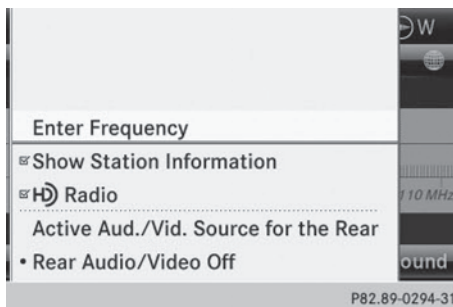 W
Enter Frequency
Show Station Information
HD Radio
110 MHz
Active Aud./Vid. Source for the Rear
• Rear Audio/Video Off
ound
P82.89-0294-31